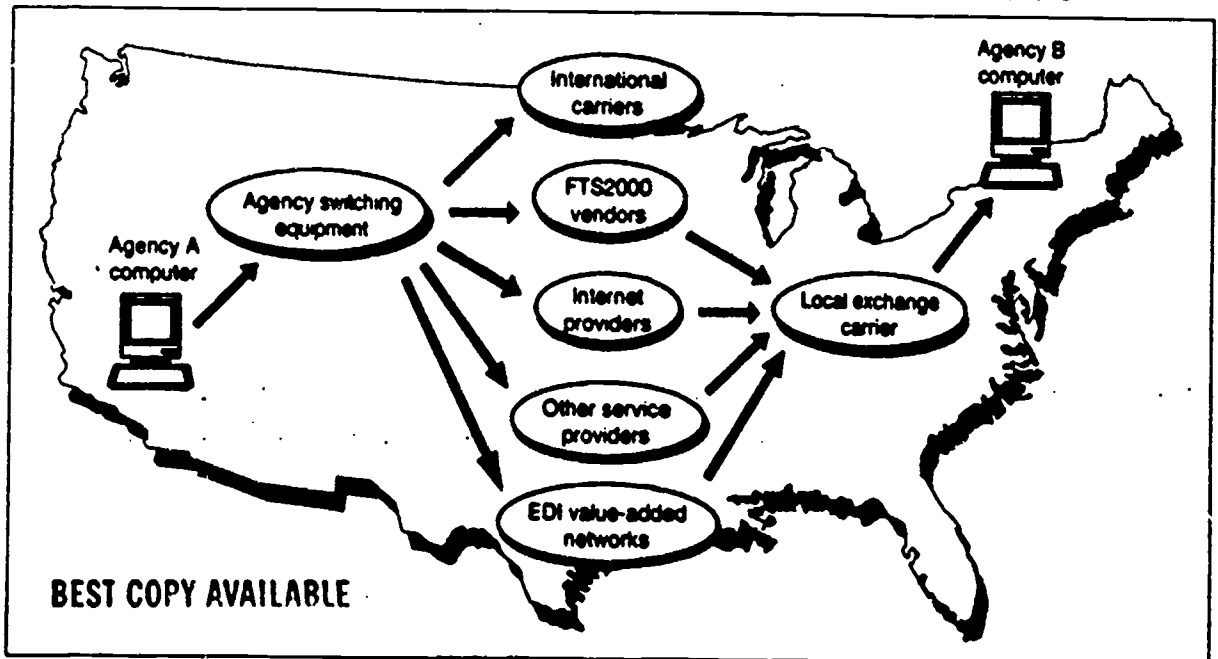 Agency B
computer
International
carriers
FTS2000
vendors
Agency switching
equipment
Agency A
computer
Internet
providers
Local exchange
carrier
Other service
providers
EDI value-added
networks
BEST COPY AVAILABLE